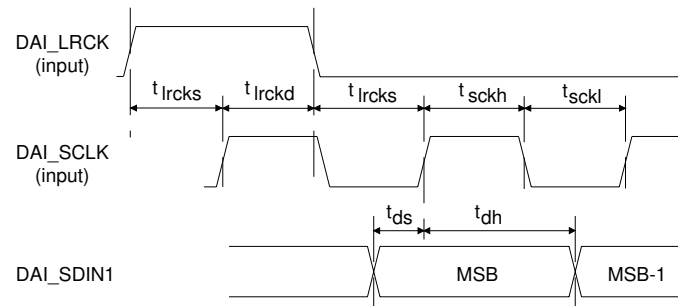 DAI_LRCK
(input)
t lrcks
t lrckd
t lrcks
t sckh
t sckl
DAI_SCLK
(input)
t ds
t dh
DAI_SDIN1
MSB
MSB-1